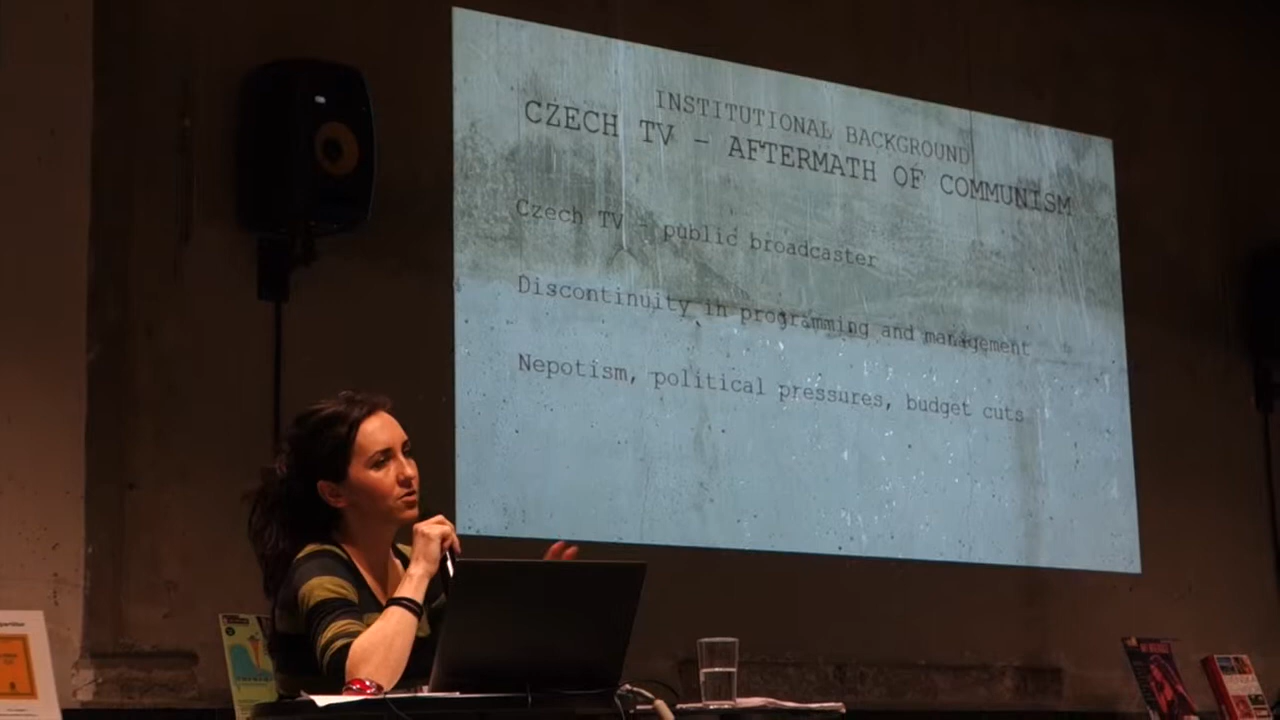 INSTITUTIONAL BACKGROUND
CZECH TV - AFTERMATH OF COMMUNISM
Czech TV - public broadcaster
Discontinuity in programming and management
Nepotism, political pressures, budget cuts